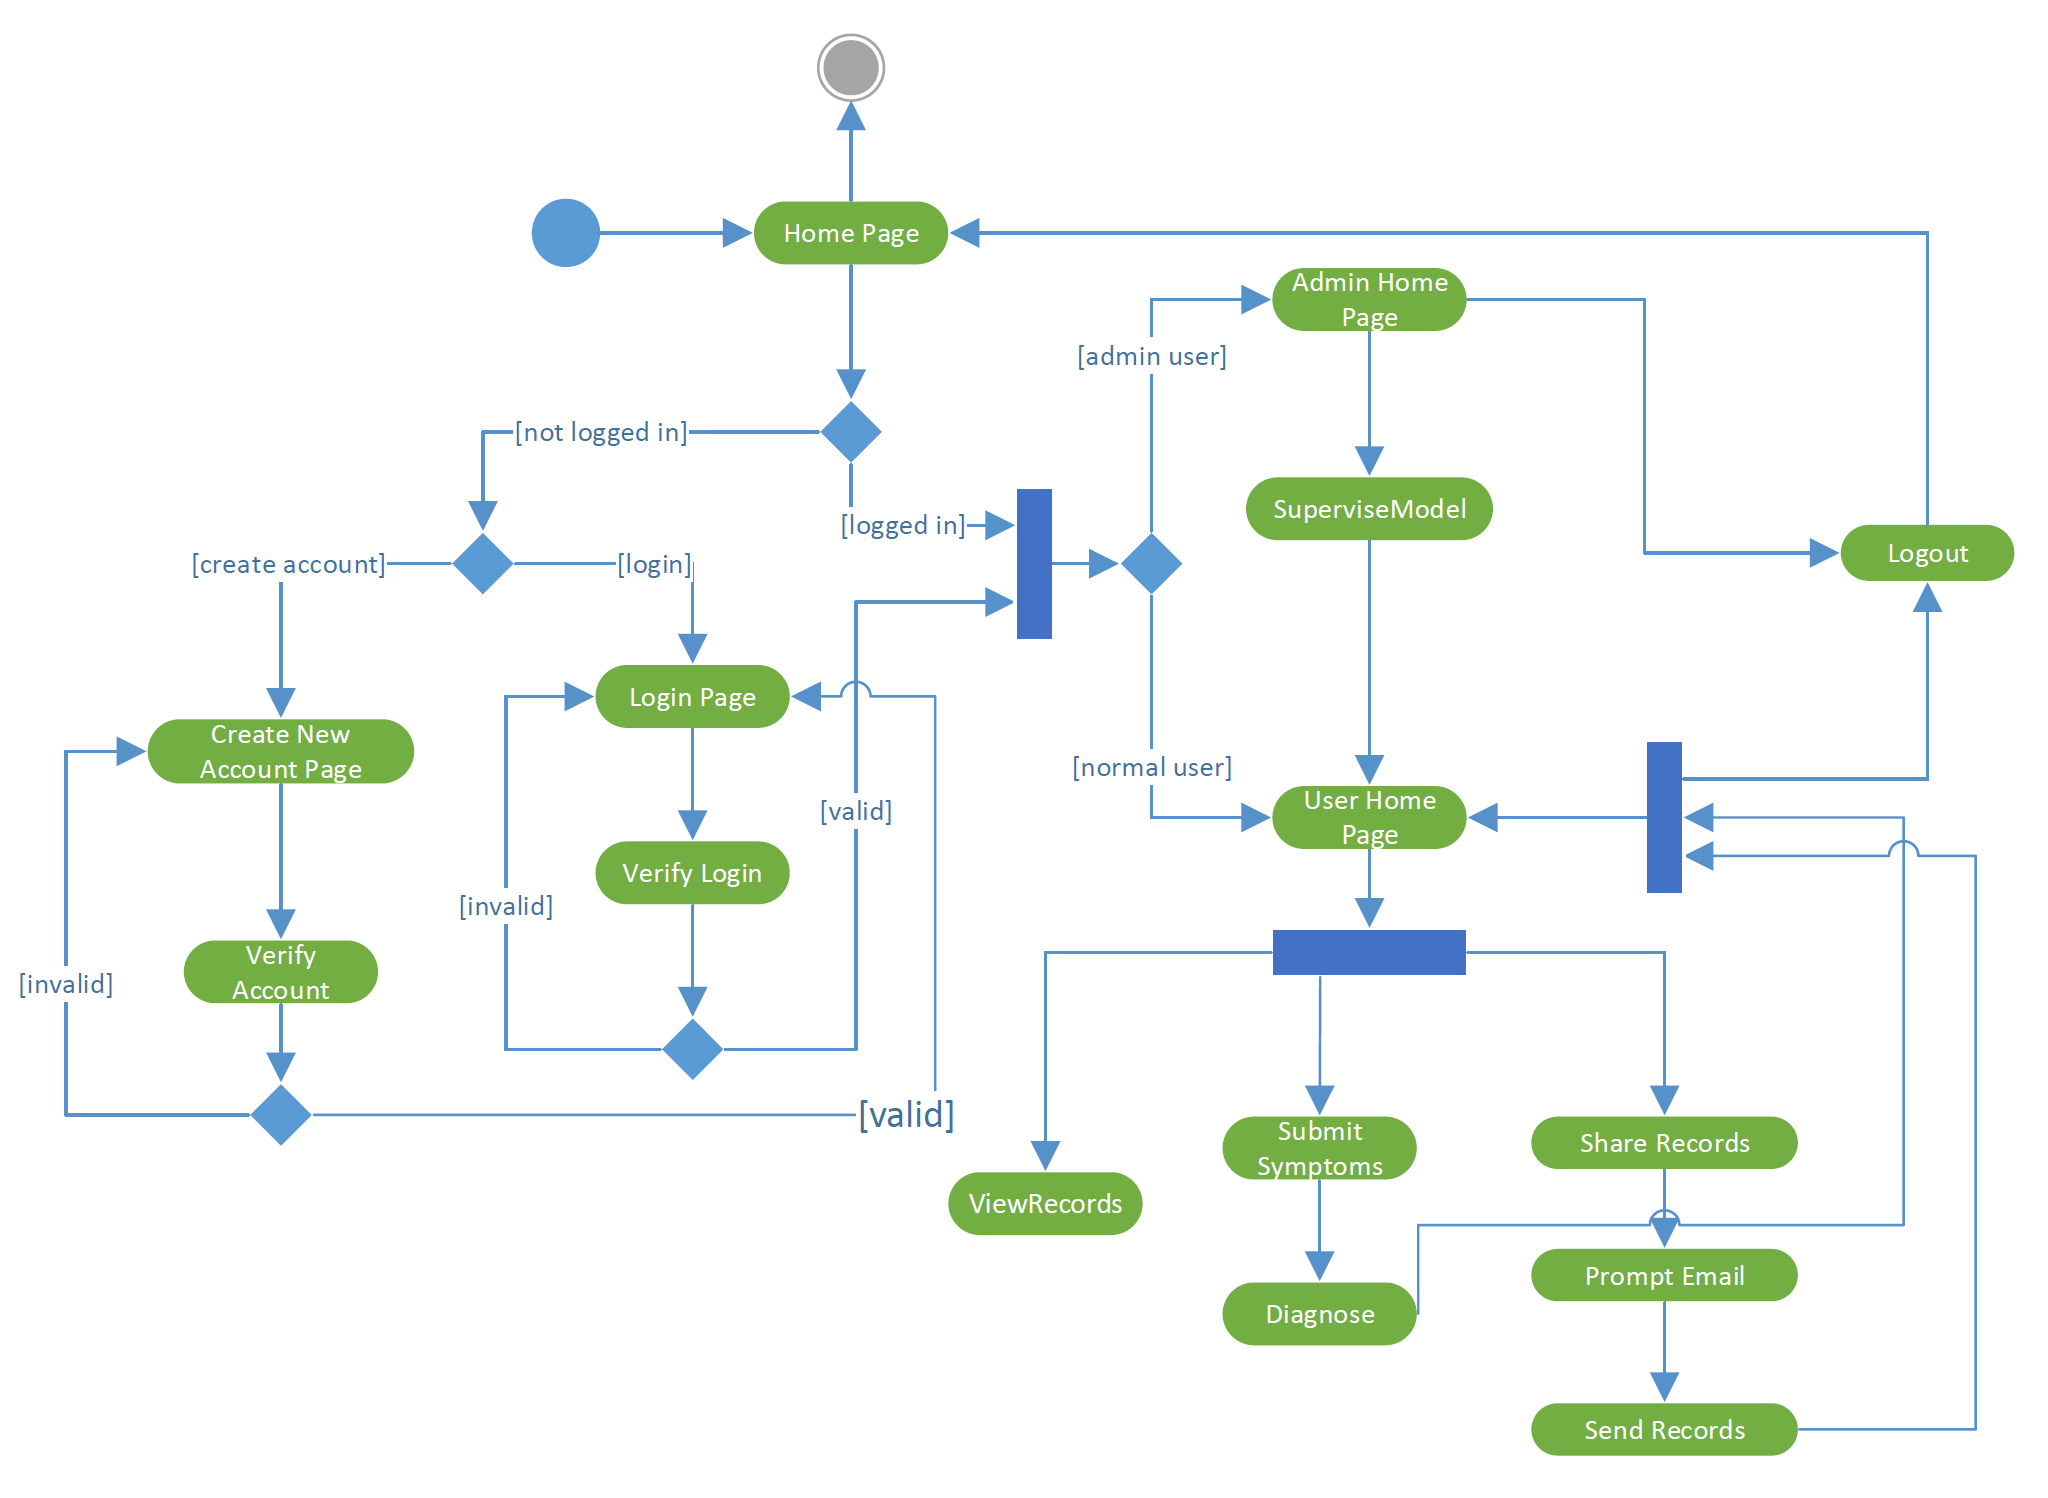 Home Page
Admin Home
Page
[admin user]
[not logged in]
[logged in]
SuperviseModel
Logout
[create account]
[login]
Login Page
Create New
Account Page
[normal user]
[valid]
User Home
Page
Verify Login
[invalid]
Verify
Account
[invalid]
[valid]
Submit
Symptoms
Share Records
ViewRecords
Prompt Email
Diagnose
Send Records